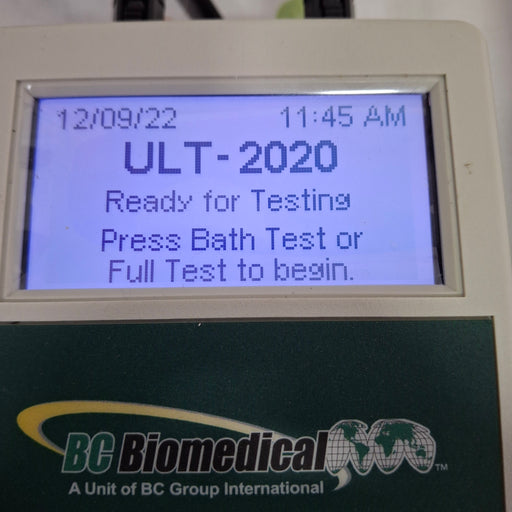 12/09/22 11:45 AM
ULT-2020
Ready for Testing
Press Bath Test or
Full Test to begin.
BC Biomedical™
A Unit of BC Group International